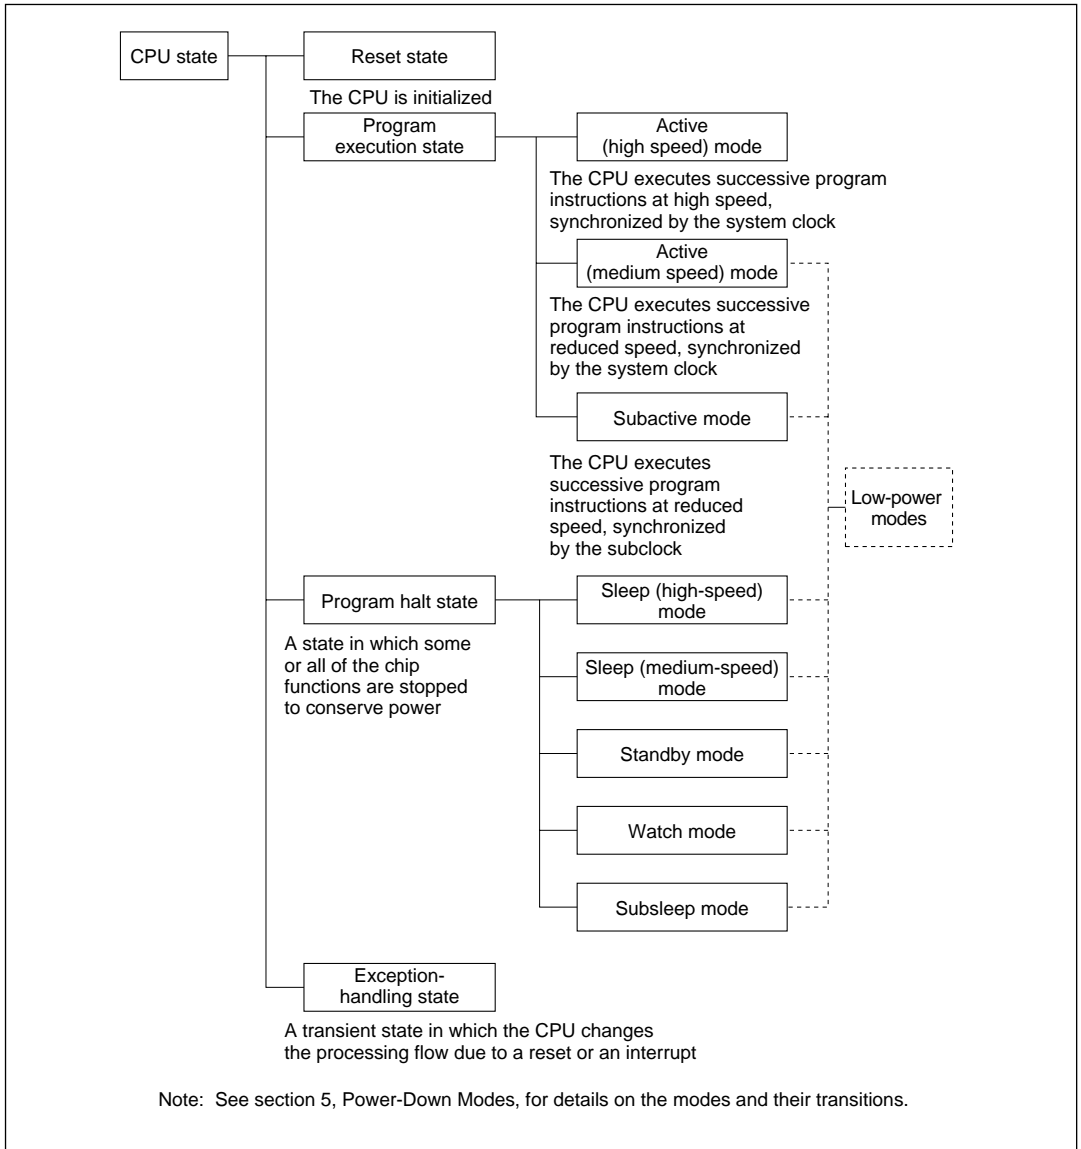 CPU state
Reset state
The CPU is initialized
Program
execution state
Active
(high speed) mode
The CPU executes successive program
instructions at high speed,
synchronized by the system clock
Active
(medium speed) mode
The CPU executes successive
program instructions at
reduced speed, synchronized
by the system clock
Subactive mode
The CPU executes
successive program
instructions at reduced
speed, synchronized
by the subclock
Low-power
modes
Program halt state
A state in which some
or all of the chip
functions are stopped
to conserve power
Sleep (high-speed)
mode
Sleep (medium-speed)
mode
Standby mode
Watch mode
Subsleep mode
Exception-
handling state
A transient state in which the CPU changes
the processing flow due to a reset or an interrupt
Note: See section 5, Power-Down Modes, for details on the modes and their transitions.